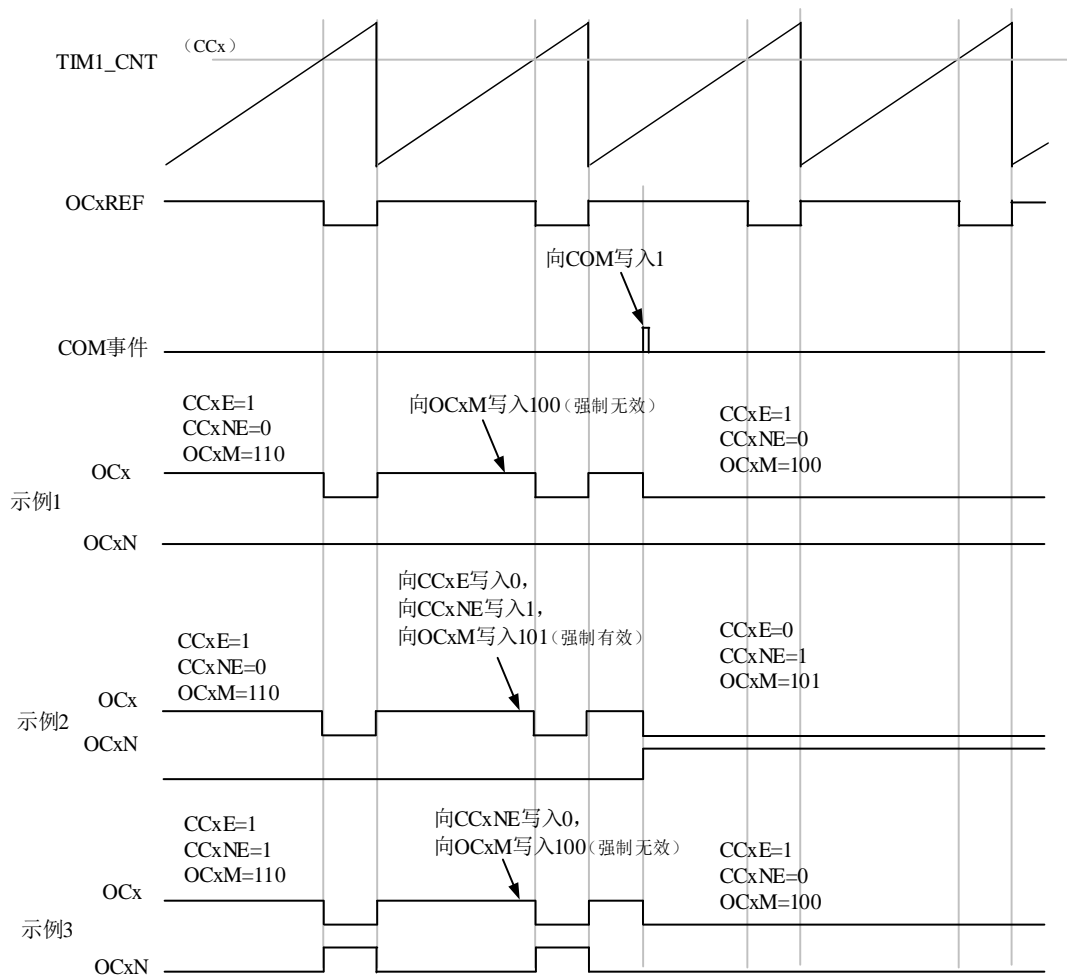 （CCx）
TIM1_CNT
OCxREF
向COM写入1
COM事件
CCxE=1
CCxNE=0
OCxM=110
向OCxM写入100（强制无效）
CCxE=1
CCxNE=0
OCxM=100
OCx
示例1
OCxN
向CCxE写入0，
向CCxNE写入1，
向OCxM写入101（强制有效）
CCxE=1
CCxNE=0
OCxM=110
CCxE=0
CCxNE=1
OCxM=101
OCx
示例2
OCxN
CCxE=1
CCxNE=1
OCxM=110
向CCxNE写入0，
向OCxM写入100（强制无效）
CCxE=1
CCxNE=0
OCxM=100
OCx
示例3
OCxN